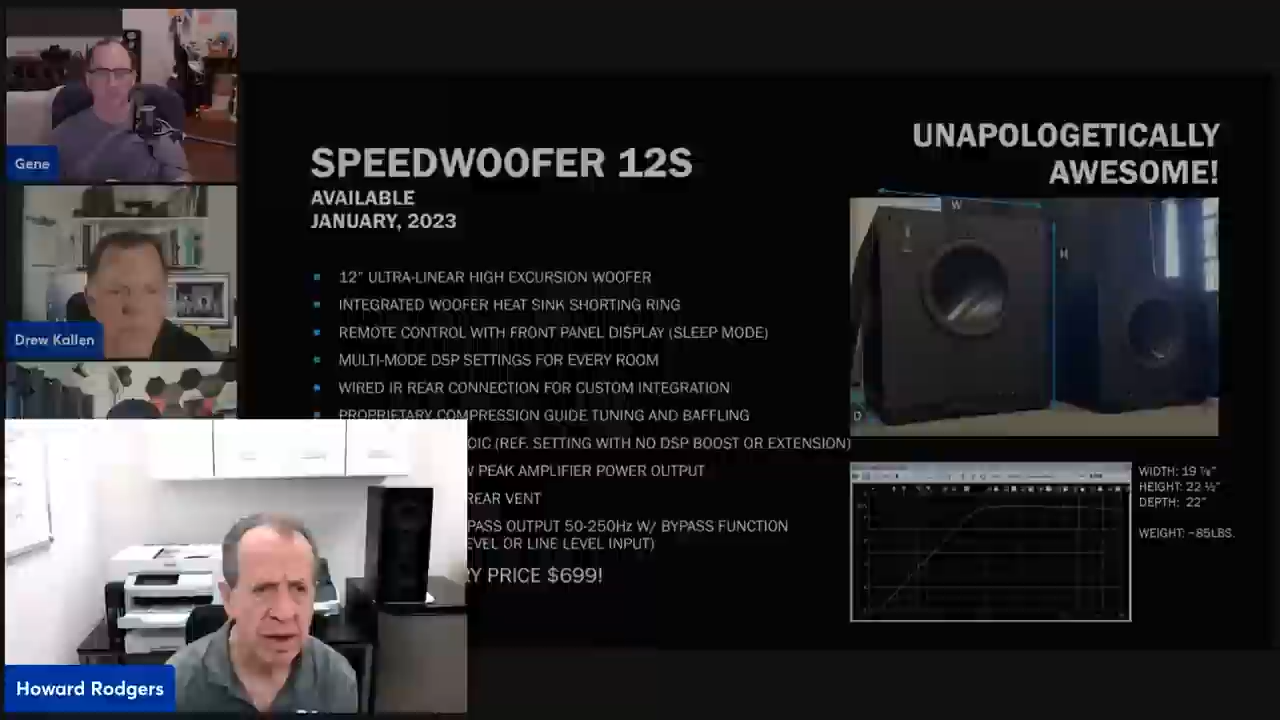 Gene
Drew Kallen
Howard Rodgers
SPEEDWOOFER 12S
AVAILABLE
JANUARY, 2023
12" ULTRA-LINEAR HIGH EXCURSION WOOFER
INTEGRATED WOOFER HEAT SINK SHORTING RING
REMOTE CONTROL WITH FRONT PANEL DISPLAY (SLEEP MODE)
MULTI-MODE DSP SETTINGS FOR EVERY ROOM
WIRED IR REAR CONNECTION FOR CUSTOM INTEGRATION
PROPRIETARY COMPRESSION GUIDE TUNING AND BAFFLING
(REF. SETTING WITH NO DSP BOOST OR EXTENSION)
PEAK AMPLIFIER POWER OUTPUT
REAR VENT
PASS OUTPUT 50-250Hz W/ BYPASS FUNCTION
LEVEL OR LINE LEVEL INPUT)
PRICE $699!
UNAPOLOGETICALLY
AWESOME!
W
H
D
WIDTH: 19 ⅞"
HEIGHT: 22 ½"
DEPTH: 22"
WEIGHT: ~85LBS.